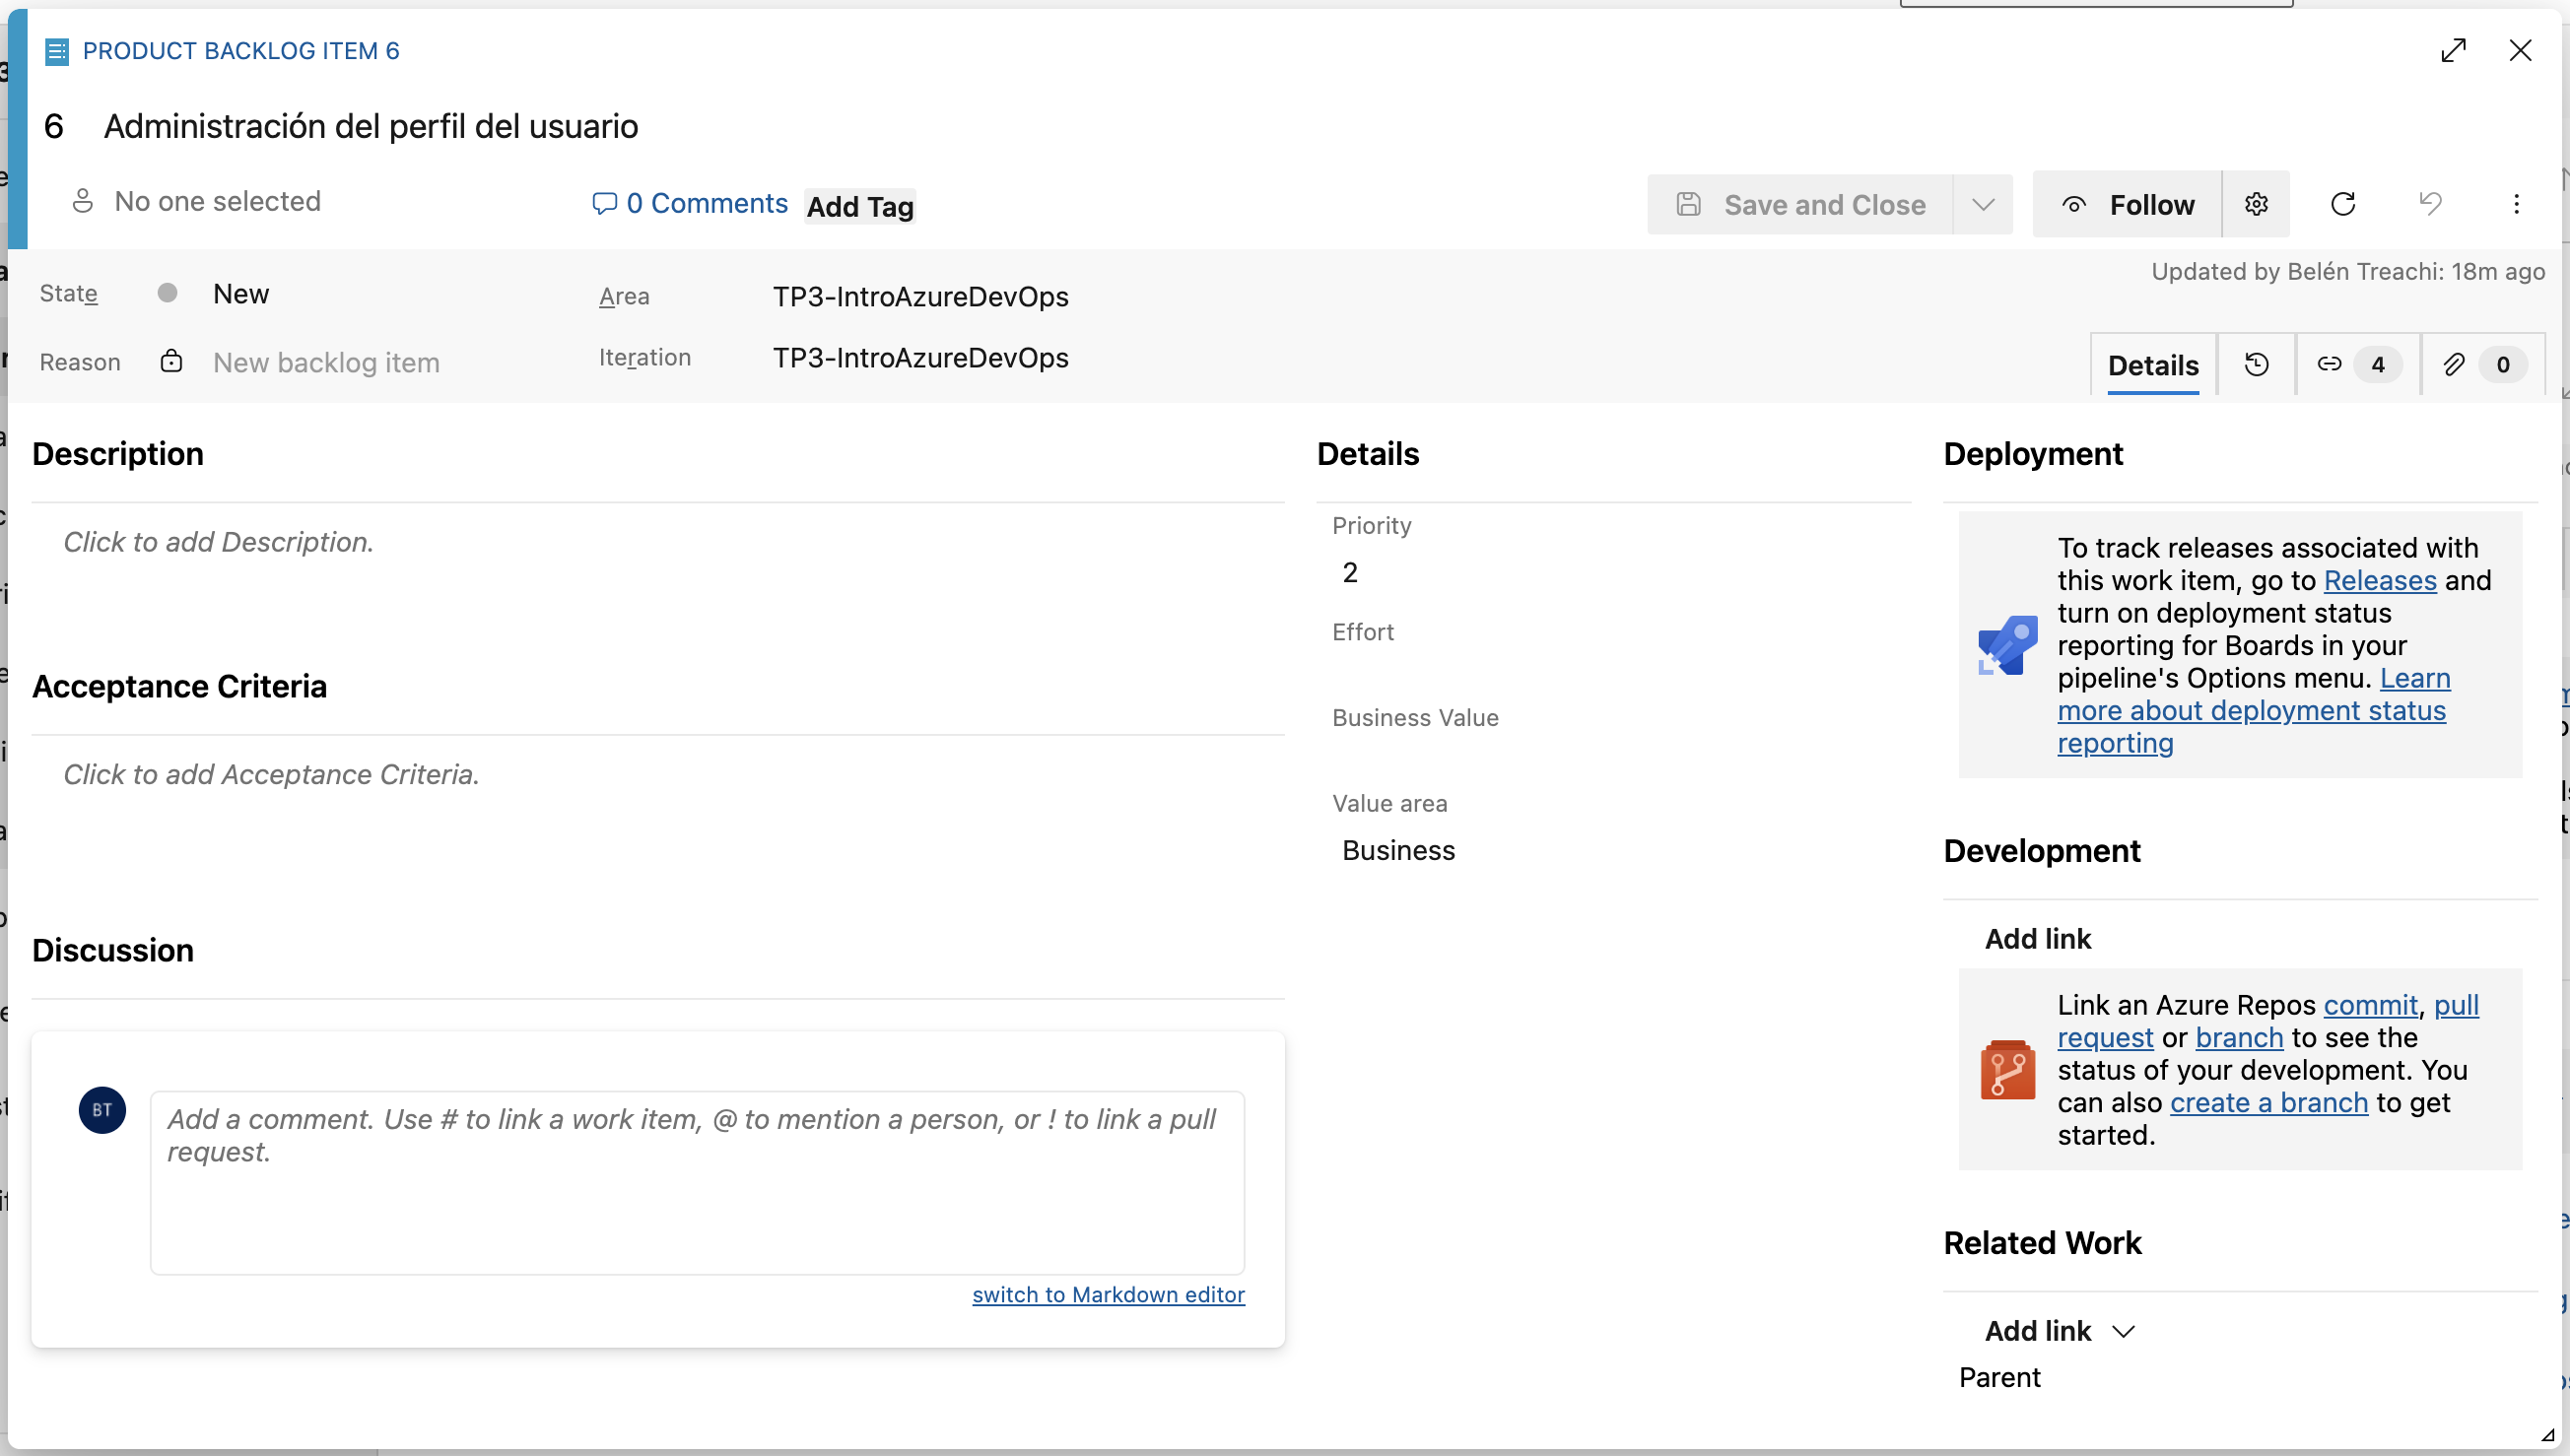 PRODUCT BACKLOG ITEM 6
6 Administración del perfil del usuario
No one selected
0 Comments
Add Tag
Save and Close
Follow
State
New
Area
TP3-IntroAzureDevOps
Updated by Belén Treachi: 18m ago
Reason
New backlog item
Iteration
TP3-IntroAzureDevOps
Details
4
0
Description
Click to add Description.
Acceptance Criteria
Click to add Acceptance Criteria.
Discussion
BT
Add a comment. Use # to link a work item, @ to mention a person, or ! to link a pull
request.
switch to Markdown editor
Details
Priority
2
Effort
Business Value
Value area
Business
Deployment
To track releases associated with
this work item, go to Releases and
turn on deployment status
reporting for Boards in your
pipeline's Options menu. Learn
more about deployment status
reporting
Development
Add link
Link an Azure Repos commit, pull
request or branch to see the
status of your development. You
can also create a branch to get
started.
Related Work
Add link
Parent